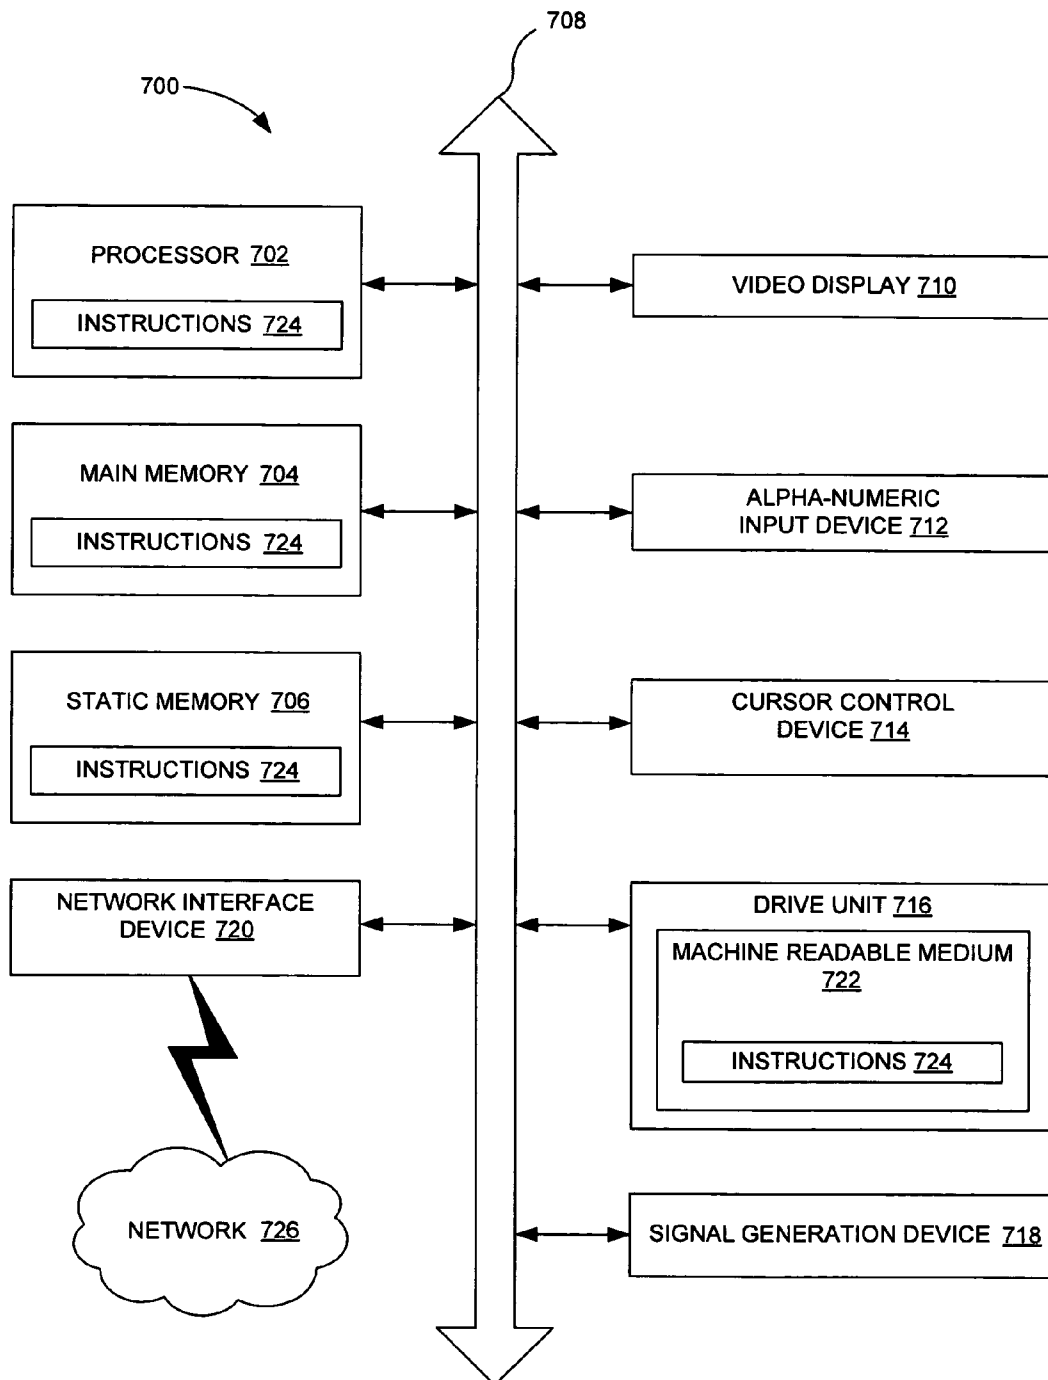 708
700
PROCESSOR 702
INSTRUCTIONS 724
MAIN MEMORY 704
INSTRUCTIONS 724
STATIC MEMORY 706
INSTRUCTIONS 724
NETWORK INTERFACE
DEVICE 720
NETWORK 726
VIDEO DISPLAY 710
ALPHA-NUMERIC
INPUT DEVICE 712
CURSOR CONTROL
DEVICE 714
DRIVE UNIT 716
MACHINE READABLE MEDIUM
722
INSTRUCTIONS 724
SIGNAL GENERATION DEVICE 718